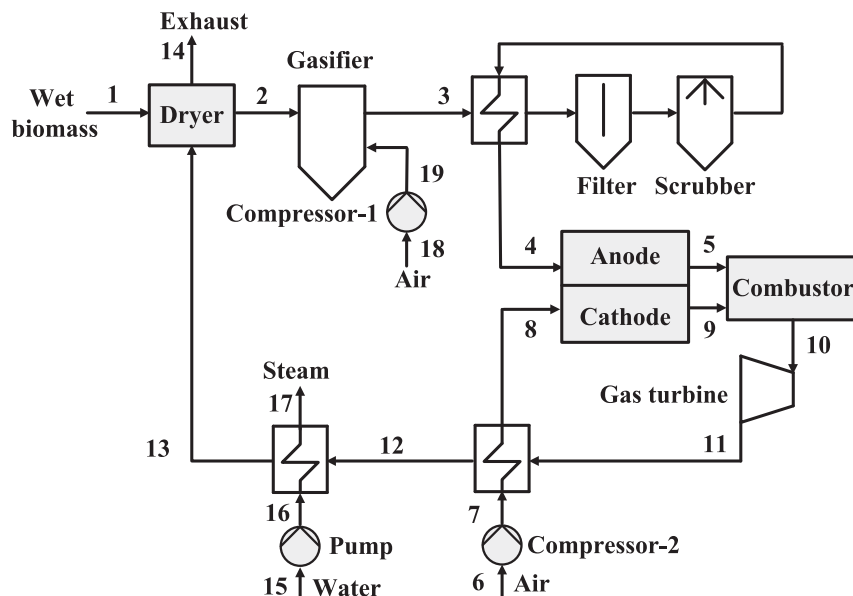 Exhaust
14
Gasifier
1
2
3
Wet
biomass
Dryer
19
Filter
Scrubber
Compressor-1
18
Air
4
5
Anode
Combustor
8
Cathode
9
10
Steam
17
Gas turbine
13
12
11
16
7
Pump
Compressor-2
15
Water
6
Air